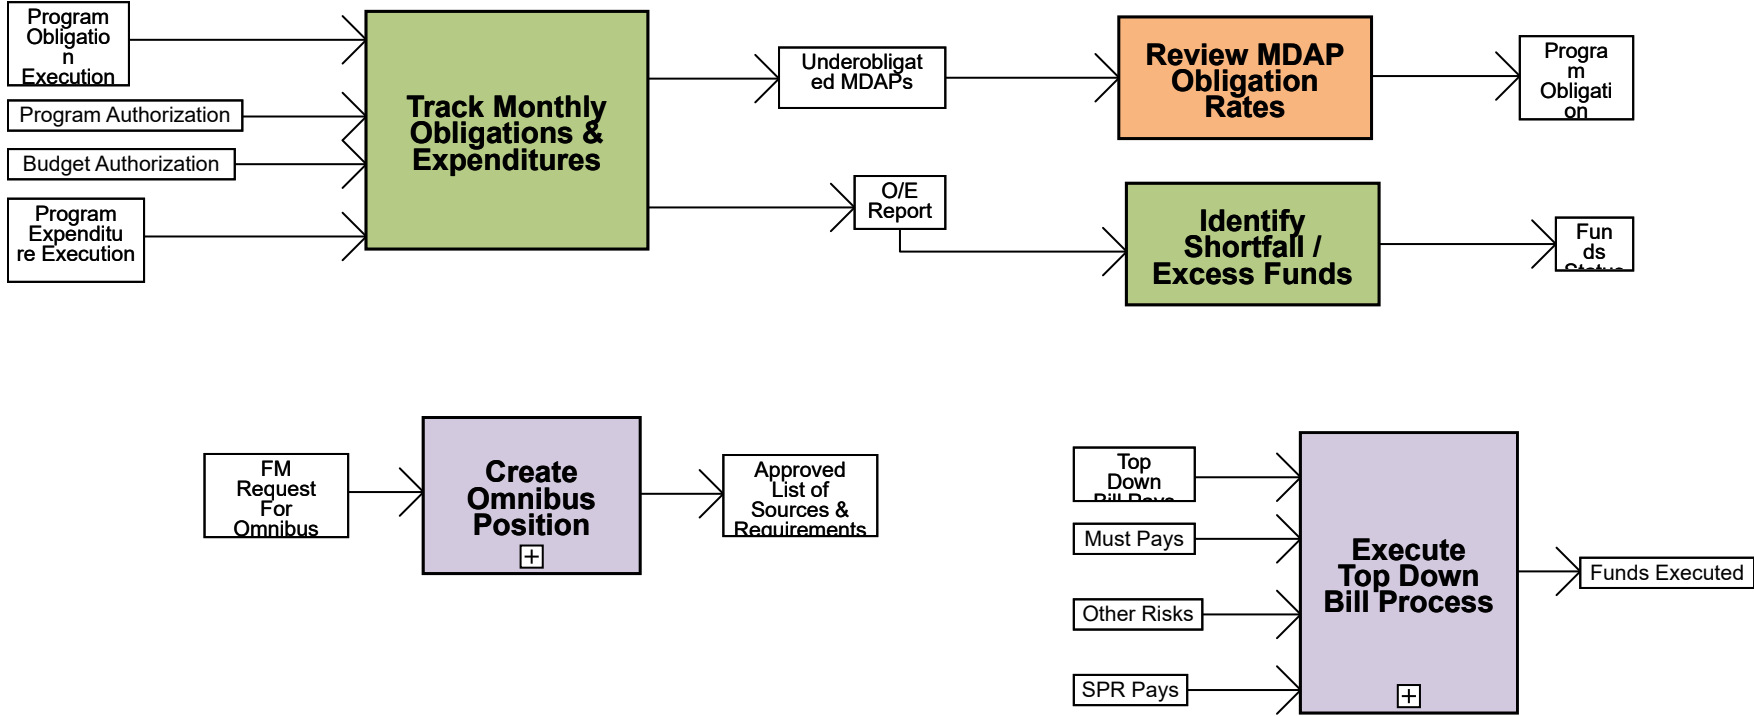 Program
Obligatio
n
Execution
Program Authorization
Budget Authorization
Program
Expenditu
re Execution
Track Monthly
Obligations &
Expenditures
Underobligat
ed MDAPs
O/E
Report
Review MDAP
Obligation
Rates
Progra
m
Obligati
on
Identify
Shortfall /
Excess Funds
Fun
ds
Status
FM
Request
For
Omnibus
Create
Omnibus
Position
Approved
List of
Sources &
Requirements
Top
Down
Bill Pays
Must Pays
Other Risks
SPR Pays
Execute
Top Down
Bill Process
Funds Executed